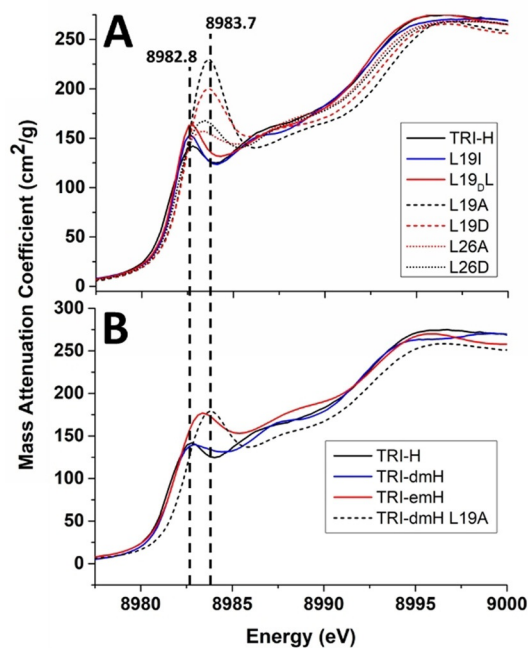 A
8983.7
8982.8
250
200
150
100
50
0
TRI-H
L19I
L19DL
L19A
L19D
L26A
L26D
Mass Attenuation Coefficient (cm²/g)
B
300
250
200
150
100
50
0
TRI-H
TRI-dmH
TRI-emH
TRI-dmH L19A
8980 8985 8990 8995 9000
Energy (eV)